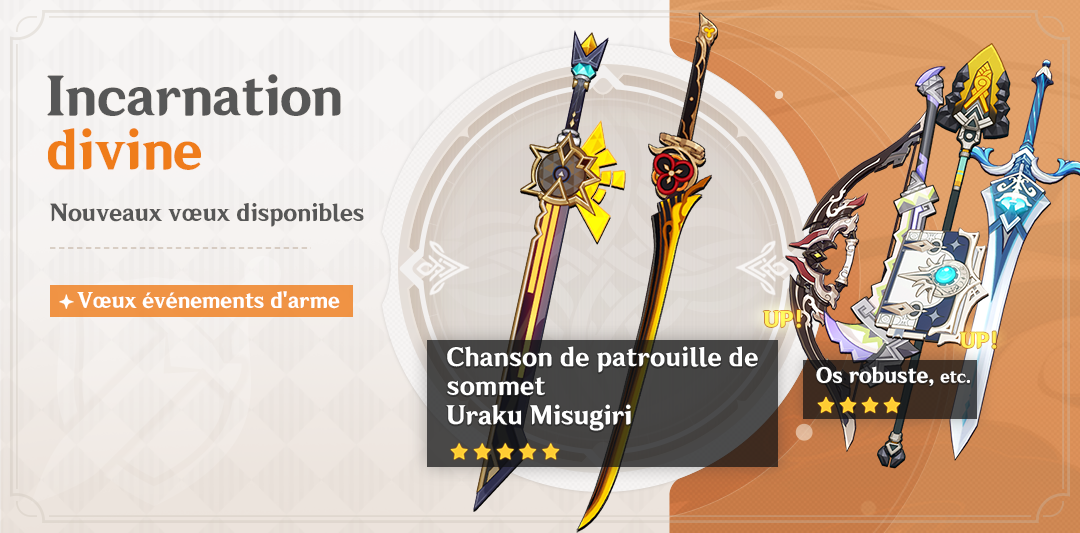 Incarnation
divine
Nouveaux vœux disponibles
Vœux événements d'arme
Chanson de patrouille de
sommet
Uraku Misugiri
UP!
UP!
Os robuste, etc.